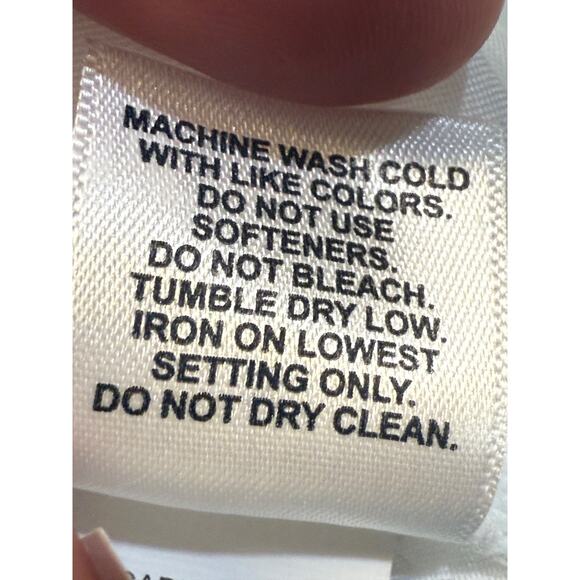 MACHINE WASH COLD
WITH LIKE COLORS.
DO NOT USE
SOFTENERS.
DO NOT BLEACH.
TUMBLE DRY LOW.
IRON ON LOWEST
SETTING ONLY.
DO NOT DRY CLEAN.